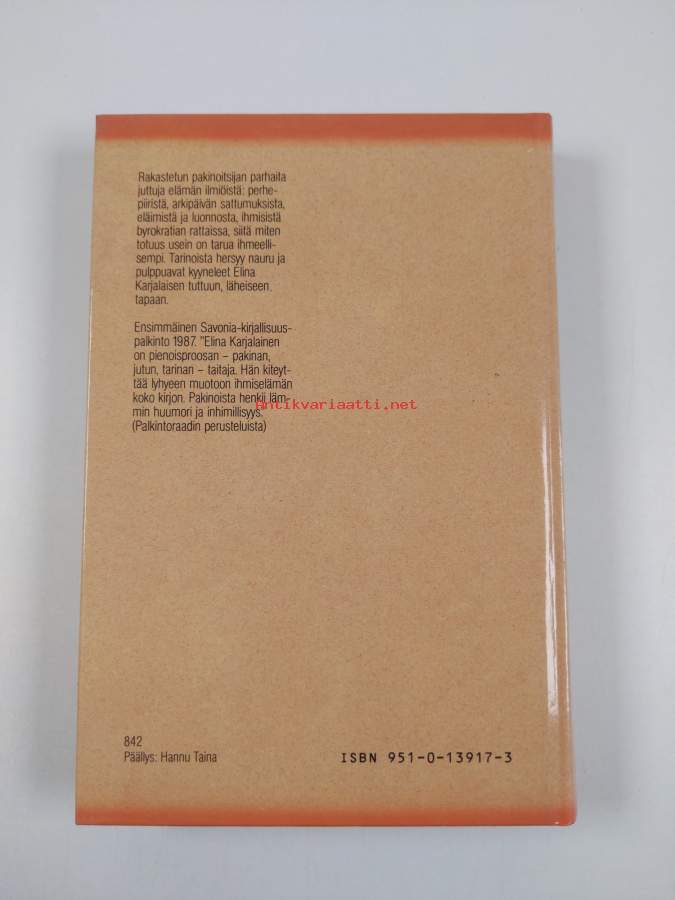 Rakastetun pakinoitsijan parhaita
juttuja elämän ilmiöistä: perhe-
piiristä, arkipäivän sattumuksista,
eläimistä ja luonnosta, ihmisistä
byrokratian rattaissa, siitä miten
totuus usein on tarua ihmeelli-
sempi. Tarinoista hersyy nauru ja
pulppuavat kyyneleet Elina
Karjalaisen tuttuun, läheiseen
tapaan.
Ensimmäinen Savonia-kirjallisuus-
palkinto 1987. "Elina Karjalainen
on pienoisproosan – pakinan,
jutun, tarinan – taitaja. Hän kiteyt-
tää lyhyeen muotoon ihmiselämän
koko kirjon. Pakinoista henkii läm-
min huumori ja inhimillisyys."
(Palkintoraadin perusteluista)
Antikvariaatti.net
842
Päällys: Hannu Taina
ISBN 951-0-13917-3